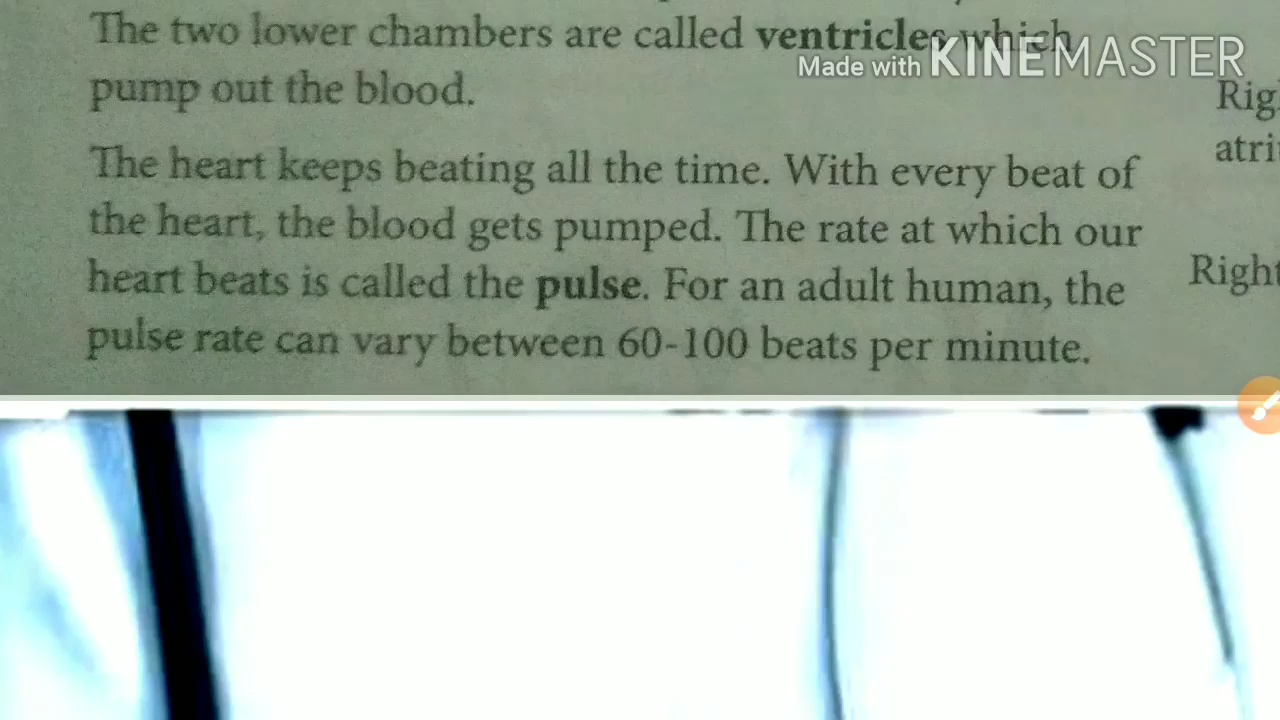 The two lower chambers are called ventricles which
pump out the blood.
The heart keeps beating all the time. With every beat of
the heart, the blood gets pumped. The rate at which our
heart beats is called the pulse. For an adult human, the
pulse rate can vary between 60-100 beats per minute.
Made with KINEMASTER
Rig
atri
Right